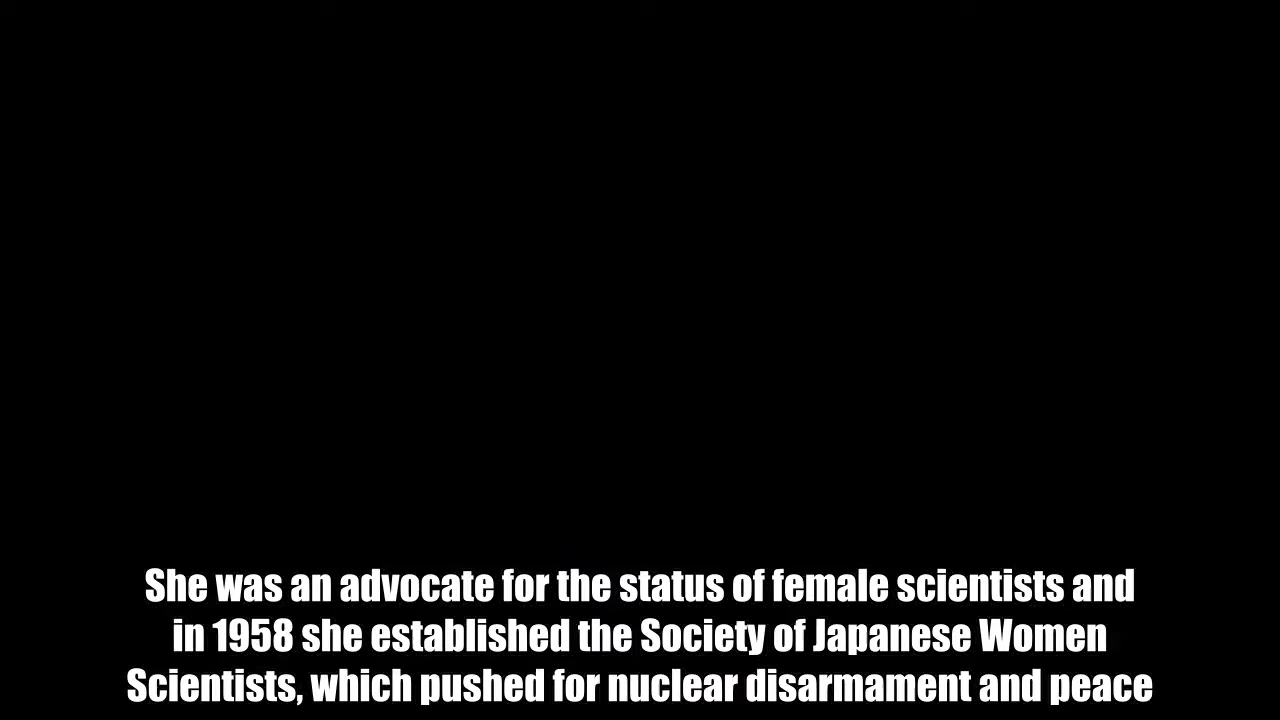 She was an advocate for the status of female scientists and
in 1958 she established the Society of Japanese Women
Scientists, which pushed for nuclear disarmament and peace